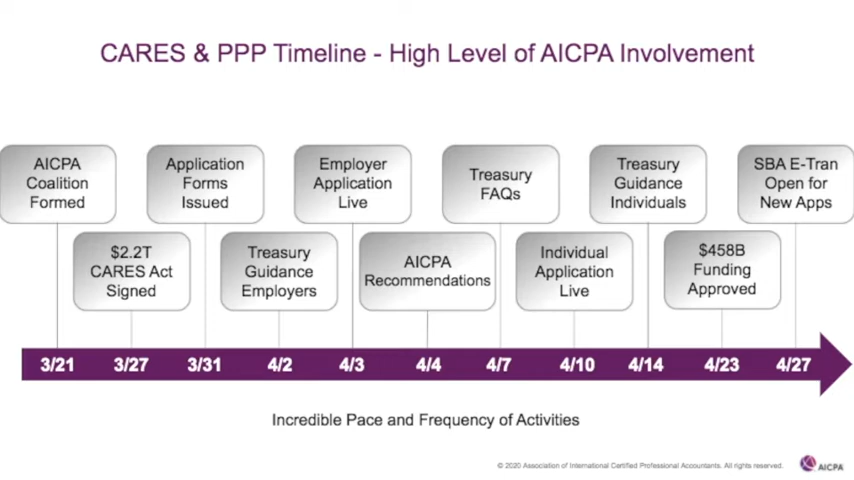 CARES & PPP Timeline - High Level of AICPA Involvement
AICPA
Coalition
Formed
Application
Forms
Issued
Employer
Application
Live
Treasury
FAQs
Treasury
Guidance
Individuals
SBA E-Tran
Open for
New Apps
$2.2T
CARES Act
Signed
Treasury
Guidance
Employers
AICPA
Recommendations
Individual
Application
Live
$458B
Funding
Approved
3/21 3/27 3/31 4/2 4/3 4/4 4/7 4/10 4/14 4/23 4/27
Incredible Pace and Frequency of Activities
© 2020 Association of International Certified Professional Accountants. All rights reserved.
AICPA